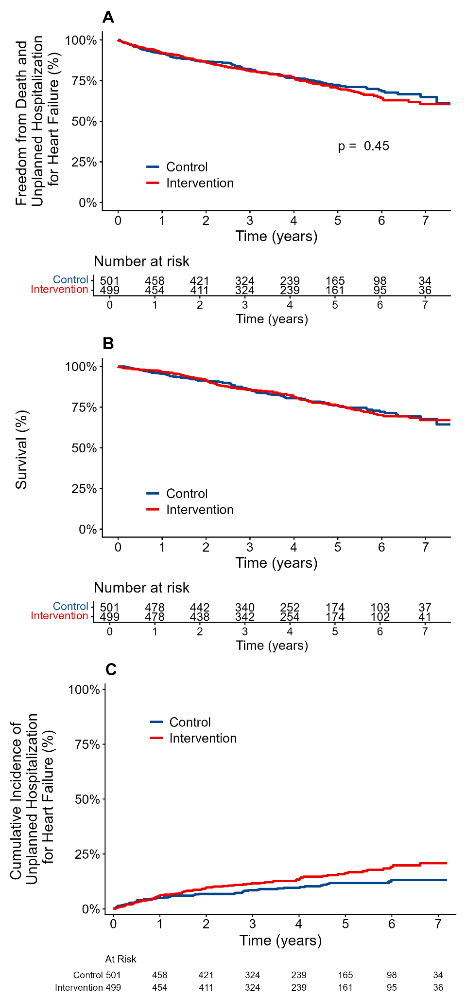 A
Freedom from Death and
Unplanned Hospitalization
for Heart Failure (%)
100%
75%
50%
25%
0%
p = 0.45
Control
Intervention
0 1 2 3 4 5 6 7
Time (years)
Number at risk
Control 501 458 421 324 239 165 98 34
Intervention 499 454 411 324 239 161 95 36
0 1 2 3 4 5 6 7
Time (years)
B
Survival (%)
100%
75%
50%
25%
0%
Control
Intervention
0 1 2 3 4 5 6 7
Time (years)
Number at risk
Control 501 478 442 340 252 174 103 37
Intervention 499 478 438 342 254 174 102 41
0 1 2 3 4 5 6 7
Time (years)
C
Cumulative Incidence of
Unplanned Hospitalization
for Heart Failure (%)
100%
75%
50%
25%
0%
Control
Intervention
0 1 2 3 4 5 6 7
Time (years)
At Risk
Control 501 458 421 324 239 165 98 34
Intervention 499 454 411 324 239 161 95 36